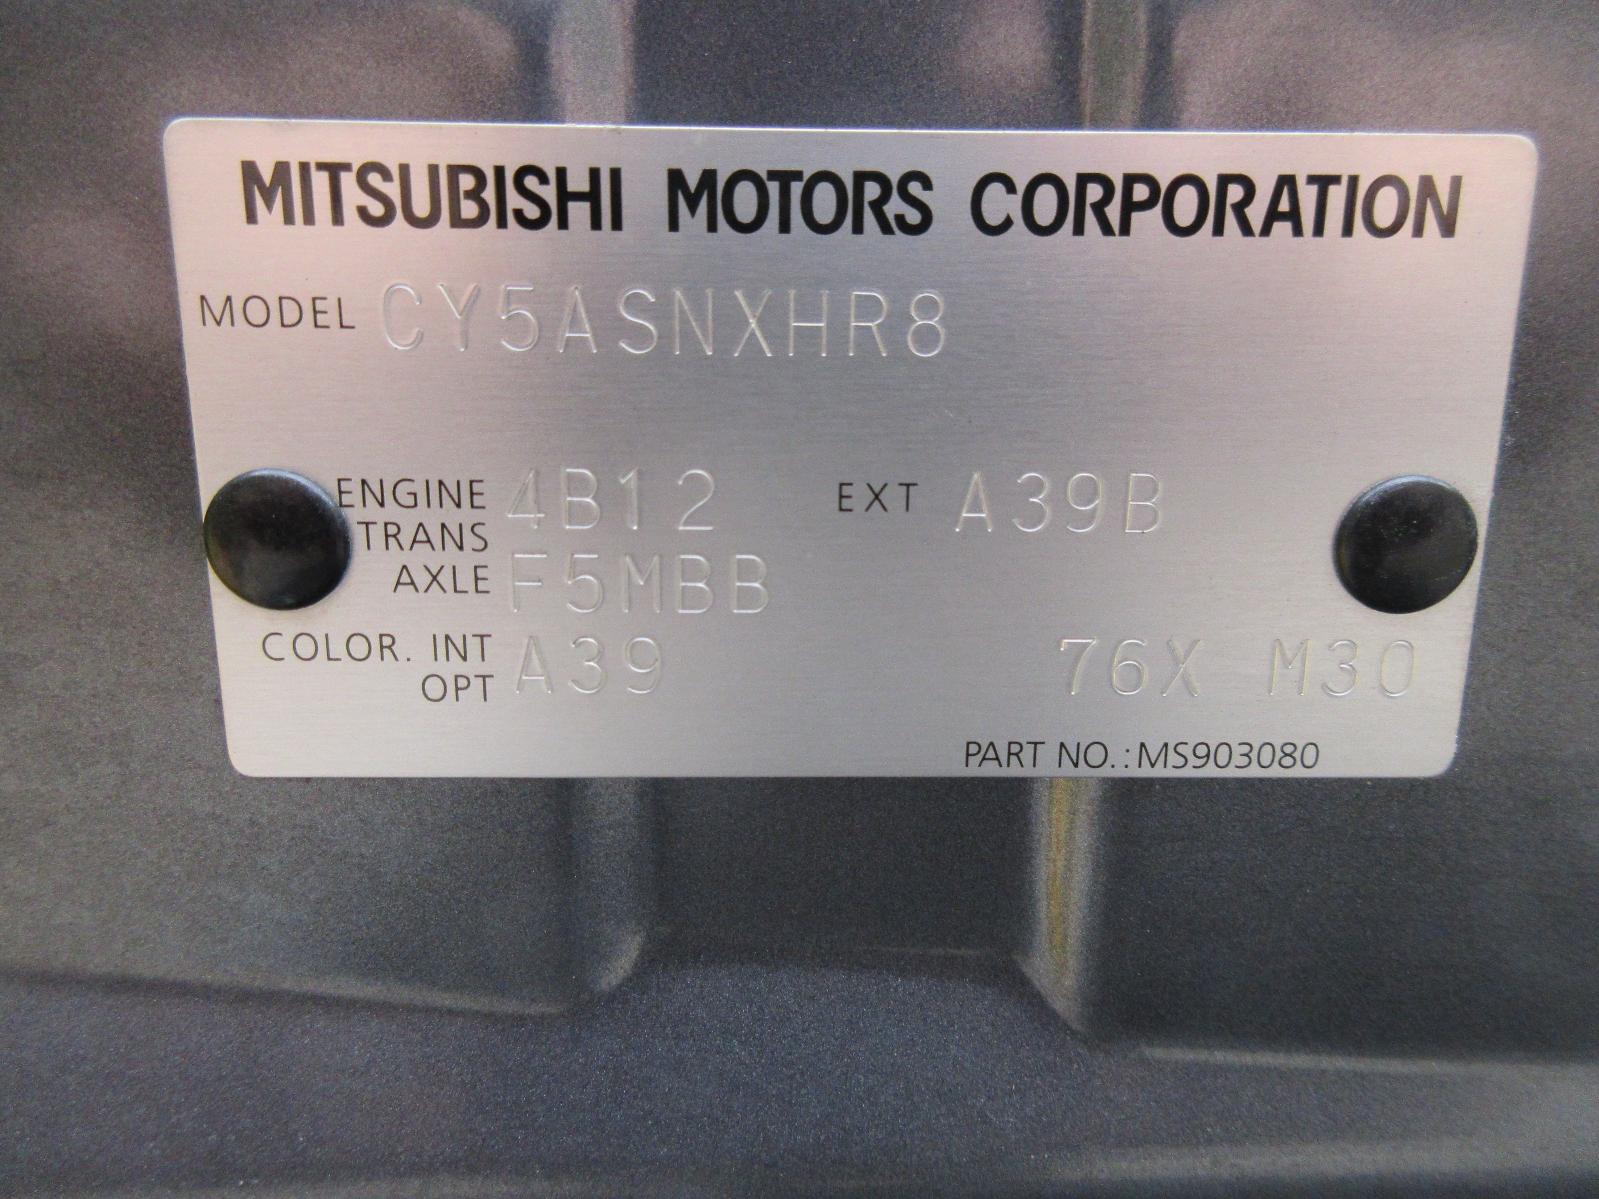 MITSUBISHI MOTORS CORPORATION
MODEL CY5ASNXHR8
ENGINE 4B12 EXT A39B
TRANS
AXLE F5MBB
COLOR. INT A39 76X M30
OPT
PART NO.:MS903080